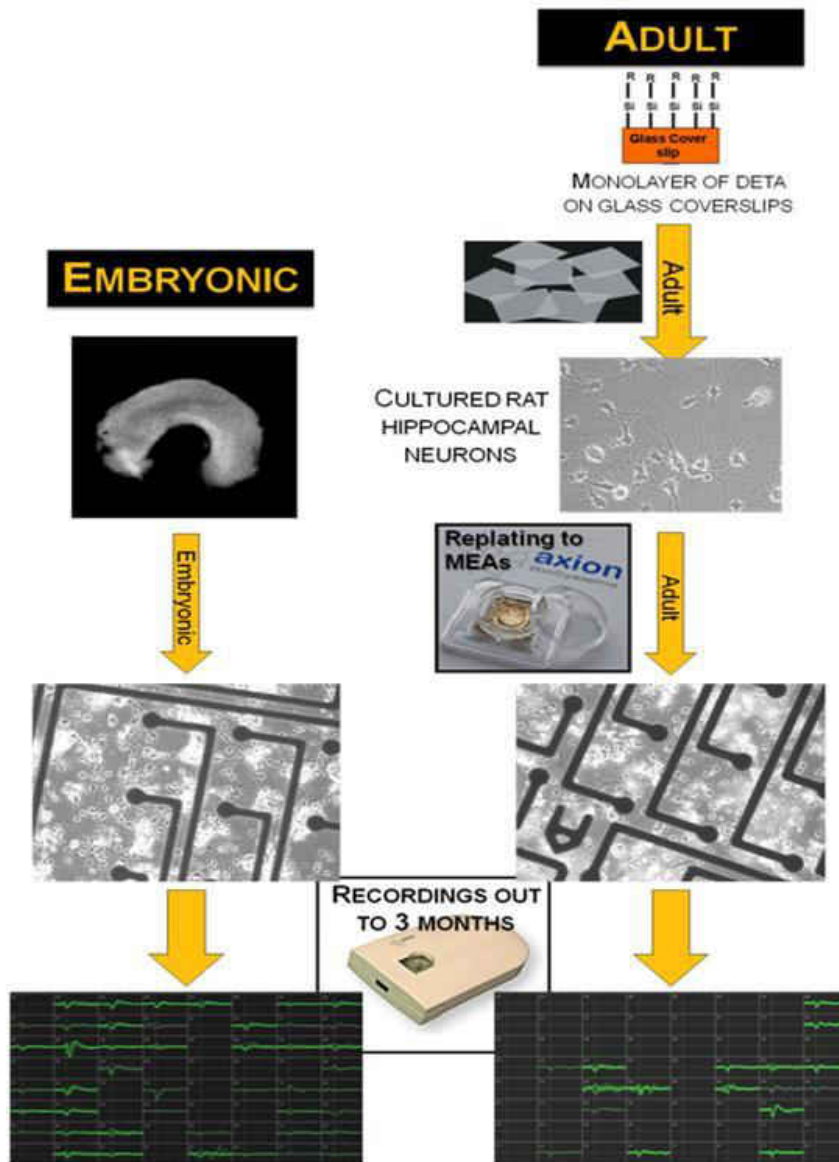 ADULT
R R R R R
Si Si Si Si Si
Glass Cover
slip
MONOLAYER OF DETA
ON GLASS COVERSLIPS
Adult
EMBRYONIC
CULTURED RAT
HIPPOCAMPAL
NEURONS
Embryonic
Replating to
MEAs
axion
Adult
RECORDINGS OUT
TO 3 MONTHS